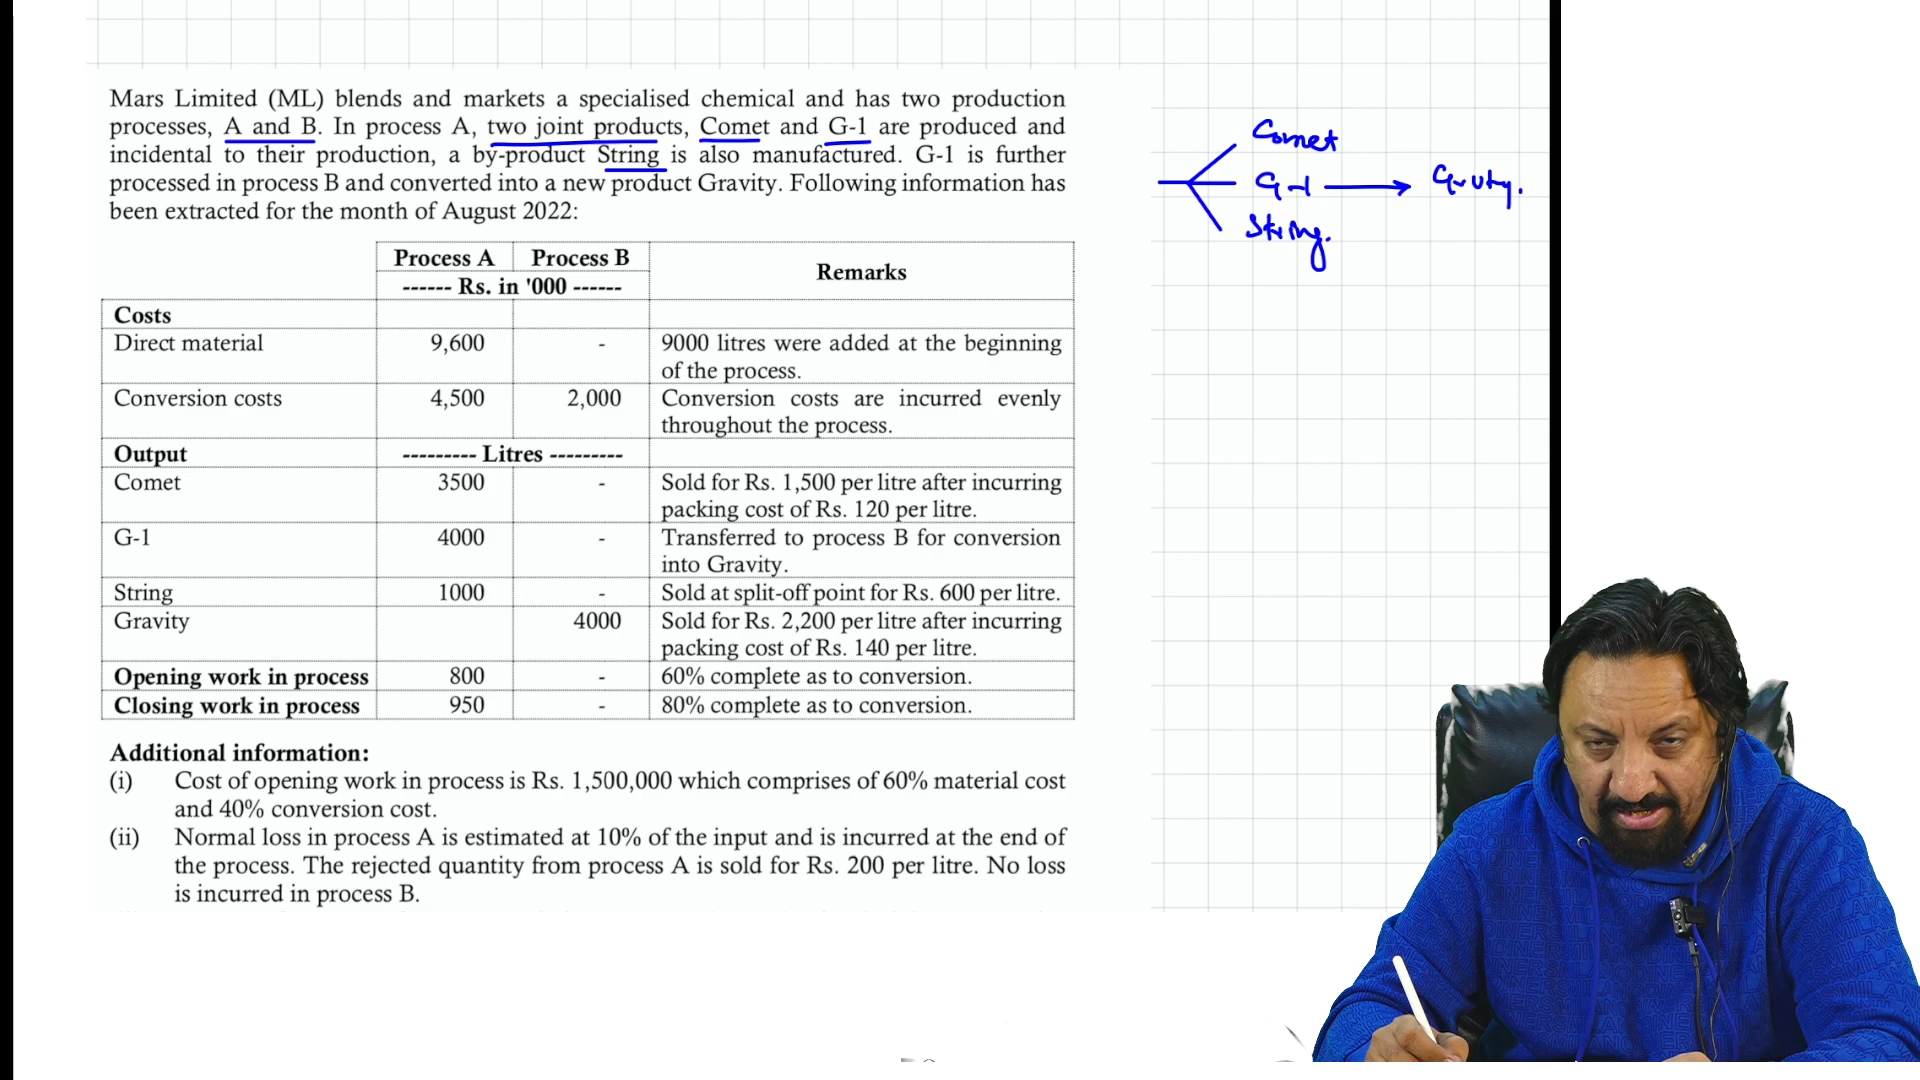 Mars Limited (ML) blends and markets a specialised chemical and has two production
processes, A and B. In process A, two joint products, Comet and G-1 are produced and
incidental to their production, a by-product String is also manufactured. G-1 is further
processed in process B and converted into a new product Gravity. Following information has
been extracted for the month of August 2022:
Process A Process B Remarks
------ Rs. in '000 ------
Costs
Direct material 9,600 - 9000 litres were added at the beginning
of the process.
Conversion costs 4,500 2,000 Conversion costs are incurred evenly
throughout the process.
Output --------- Litres ---------
Comet 3500 - Sold for Rs. 1,500 per litre after incurring
packing cost of Rs. 120 per litre.
G-1 4000 - Transferred to process B for conversion
into Gravity.
String 1000 - Sold at split-off point for Rs. 600 per litre.
Gravity 4000 Sold for Rs. 2,200 per litre after incurring
packing cost of Rs. 140 per litre.
Opening work in process 800 - 60% complete as to conversion.
Closing work in process 950 - 80% complete as to conversion.
Additional information:
(i) Cost of opening work in process is Rs. 1,500,000 which comprises of 60% material cost
and 40% conversion cost.
(ii) Normal loss in process A is estimated at 10% of the input and is incurred at the end of
the process. The rejected quantity from process A is sold for Rs. 200 per litre. No loss
is incurred in process B.
Comet
G-1
String.